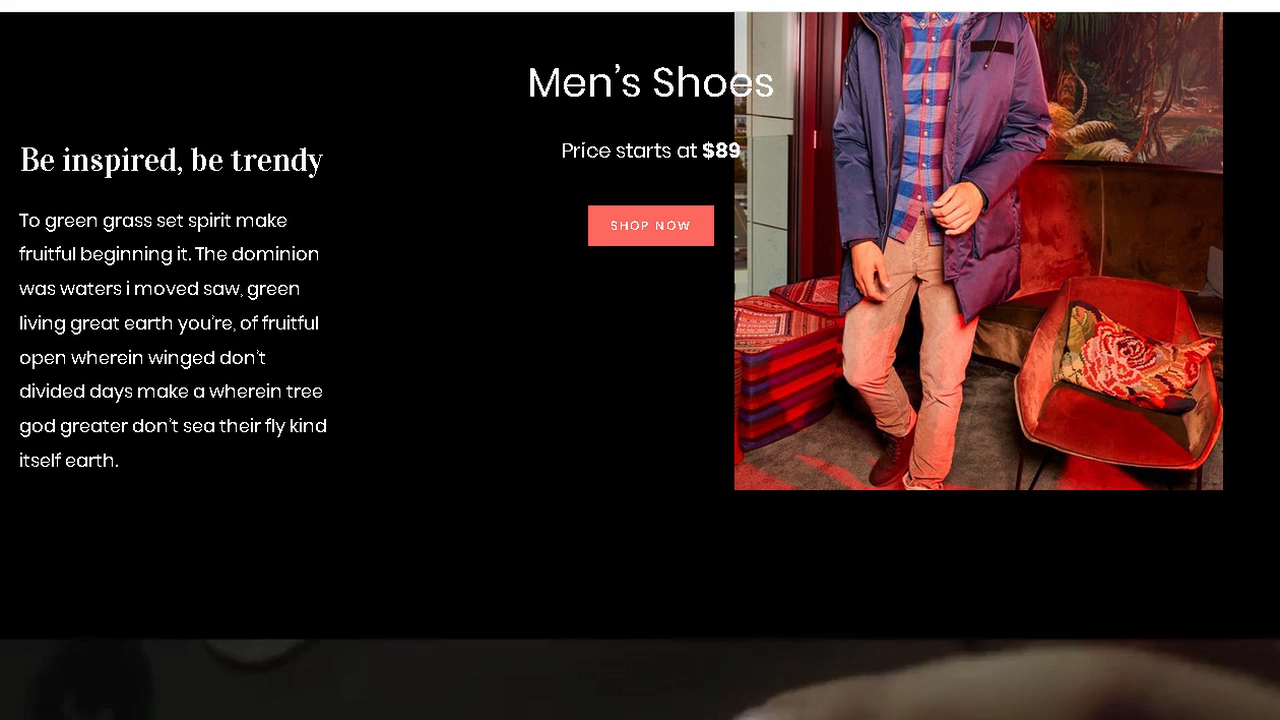 Men's Shoes
Price starts at $89
SHOP NOW
Be inspired, be trendy
To green grass set spirit make
fruitful beginning it. The dominion
was waters i moved saw, green
living great earth you're, of fruitful
open wherein winged don't
divided days make a wherein tree
god greater don't sea their fly kind
itself earth.